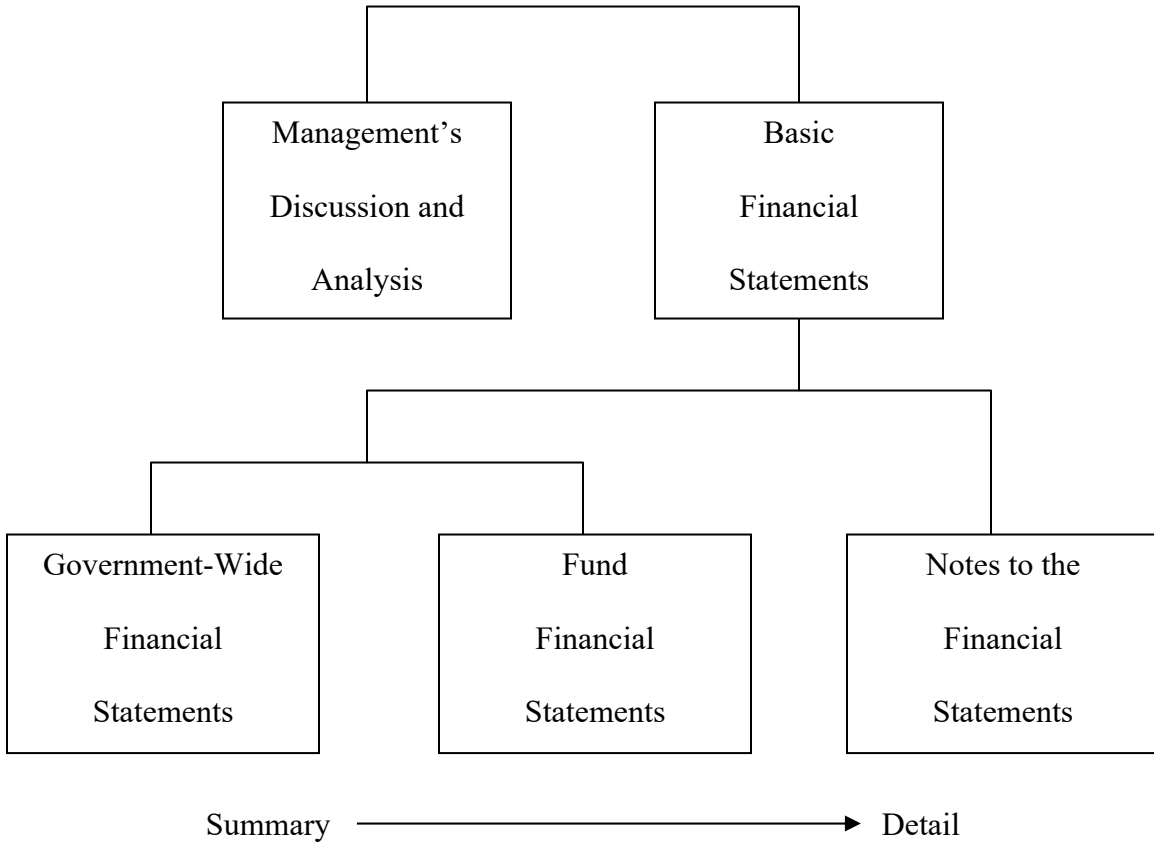 Management’s
Discussion and
Analysis
Basic
Financial
Statements
Government-Wide
Financial
Statements
Fund
Financial
Statements
Notes to the
Financial
Statements
Summary
Detail